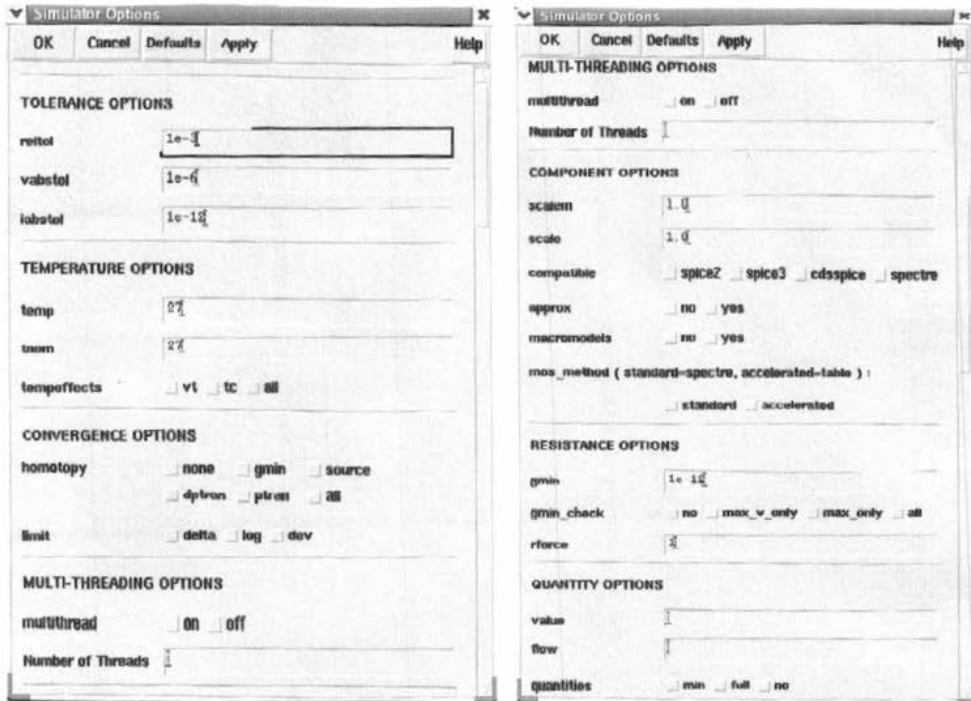 Simulator Options
OK Cancel Defaults Apply Help
TOLERANCE OPTIONS
reltol 1e-3
vabstol 1e-6
iabstol 1e-12
TEMPERATURE OPTIONS
temp 27
tnom 27
tempeffects vt tc all
CONVERGENCE OPTIONS
homotopy none gmin source
dptran ptran all
limit delta log dev
MULTI-THREADING OPTIONS
multithread on off
Number of Threads
Simulator Options
OK Cancel Defaults Apply Help
MULTI-THREADING OPTIONS
multithread on off
Number of Threads
COMPONENT OPTIONS
scalem 1.0
scale 1.0
compatible spice2 spice3 cdsspice spectre
approx no yes
macromodels no yes
mos_method ( standard=spectre, accelerated=table ) :
standard accelerated
RESISTANCE OPTIONS
gmin 1e-12
gmin_check no max_v_only max_only all
rforce 1
QUANTITY OPTIONS
value
flow
quantities min full no